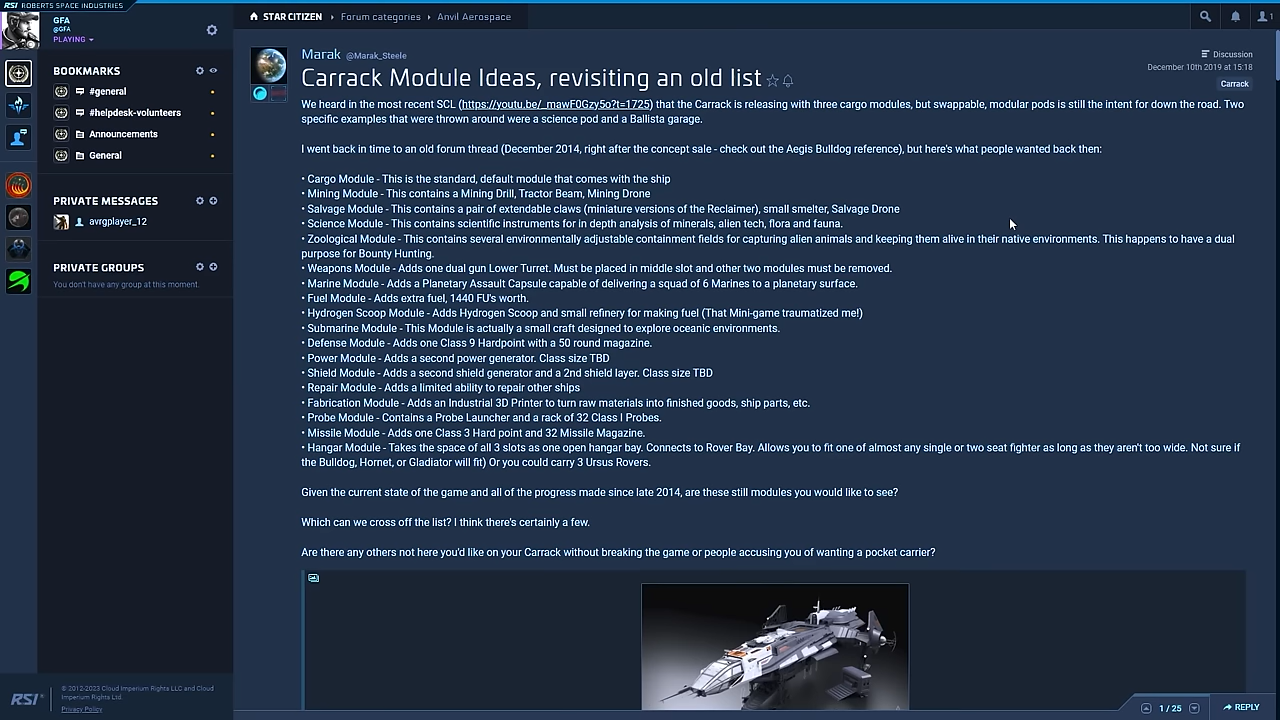 RSI ROBERTS SPACE INDUSTRIES
GFA
@GFA
PLAYING
BOOKMARKS
#general
#helpdesk-volunteers
Announcements
General
PRIVATE MESSAGES
avrgplayer_12
PRIVATE GROUPS
You don't have any group at this moment.
RSI
© 2012-2023 Cloud Imperium Rights LLC and Cloud
Imperium Rights Ltd.
Privacy Policy
STAR CITIZEN › Forum categories › Anvil Aerospace
1
Marak @Marak_Steele
Discussion
December 10th 2019 at 15:18
Carrack
Carrack Module Ideas, revisiting an old list
We heard in the most recent SCL (https://youtu.be/_mawF0Gzy5o?t=1725) that the Carrack is releasing with three cargo modules, but swappable, modular pods is still the intent for down the road. Two
specific examples that were thrown around were a science pod and a Ballista garage.
I went back in time to an old forum thread (December 2014, right after the concept sale - check out the Aegis Bulldog reference), but here's what people wanted back then:
• Cargo Module - This is the standard, default module that comes with the ship
• Mining Module - This contains a Mining Drill, Tractor Beam, Mining Drone
• Salvage Module - This contains a pair of extendable claws (miniature versions of the Reclaimer), small smelter, Salvage Drone
• Science Module - This contains scientific instruments for in depth analysis of minerals, alien tech, flora and fauna.
• Zoological Module - This contains several environmentally adjustable containment fields for capturing alien animals and keeping them alive in their native environments. This happens to have a dual
purpose for Bounty Hunting.
• Weapons Module - Adds one dual gun Lower Turret. Must be placed in middle slot and other two modules must be removed.
• Marine Module - Adds a Planetary Assault Capsule capable of delivering a squad of 6 Marines to a planetary surface.
• Fuel Module - Adds extra fuel, 1440 FU's worth.
• Hydrogen Scoop Module - Adds Hydrogen Scoop and small refinery for making fuel (That Mini-game traumatized me!)
• Submarine Module - This Module is actually a small craft designed to explore oceanic environments.
• Defense Module - Adds one Class 9 Hardpoint with a 50 round magazine.
• Power Module - Adds a second power generator. Class size TBD
• Shield Module - Adds a second shield generator and a 2nd shield layer. Class size TBD
• Repair Module - Adds a limited ability to repair other ships
• Fabrication Module - Adds an Industrial 3D Printer to turn raw materials into finished goods, ship parts, etc.
• Probe Module - Contains a Probe Launcher and a rack of 32 Class I Probes.
• Missile Module - Adds one Class 3 Hard point and 32 Missile Magazine.
• Hangar Module - Takes the space of all 3 slots as one open hangar bay. Connects to Rover Bay. Allows you to fit one of almost any single or two seat fighter as long as they aren't too wide. Not sure if
the Bulldog, Hornet, or Gladiator will fit) Or you could carry 3 Ursus Rovers.
Given the current state of the game and all of the progress made since late 2014, are these still modules you would like to see?
Which can we cross off the list? I think there's certainly a few.
Are there any others not here you'd like on your Carrack without breaking the game or people accusing you of wanting a pocket carrier?
1 / 25
REPLY